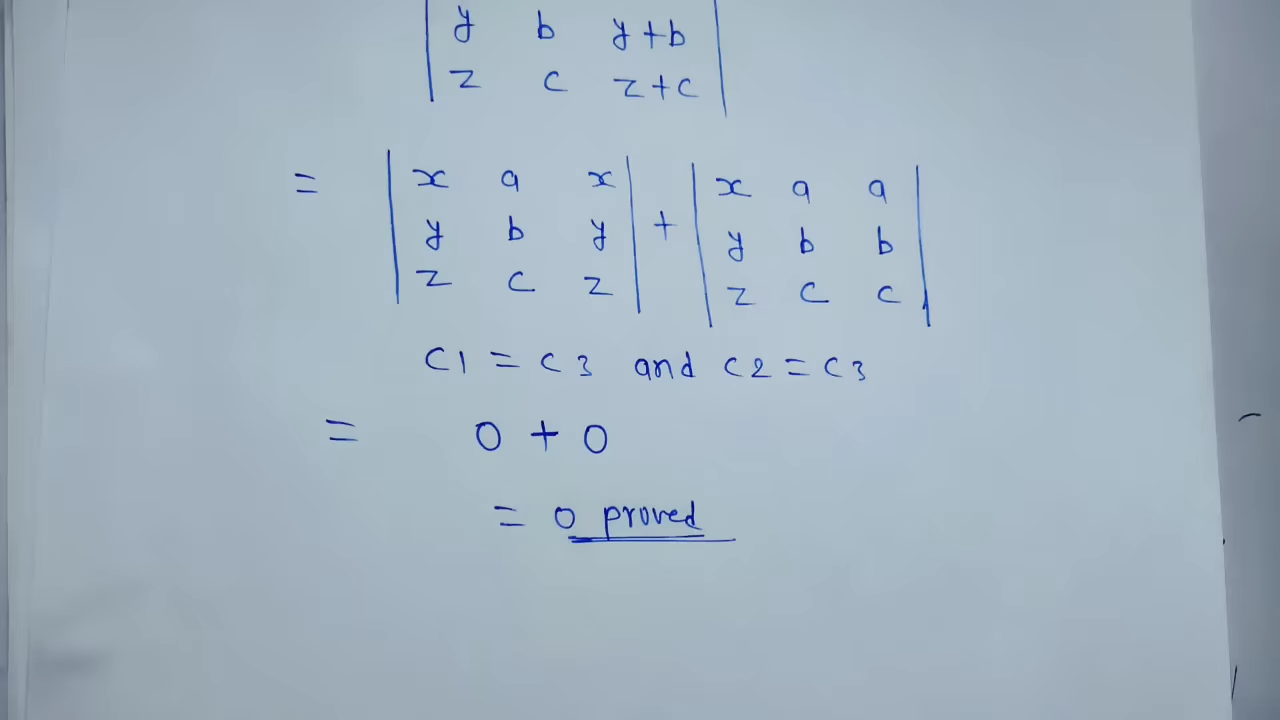 | y b y+b |
| z c z+c |
= | x a x | + | x a a |
| y b y | | y b b |
| z c z | | z c c |
C1 = C3 and C2 = C3
= 0 + 0
= 0 proved